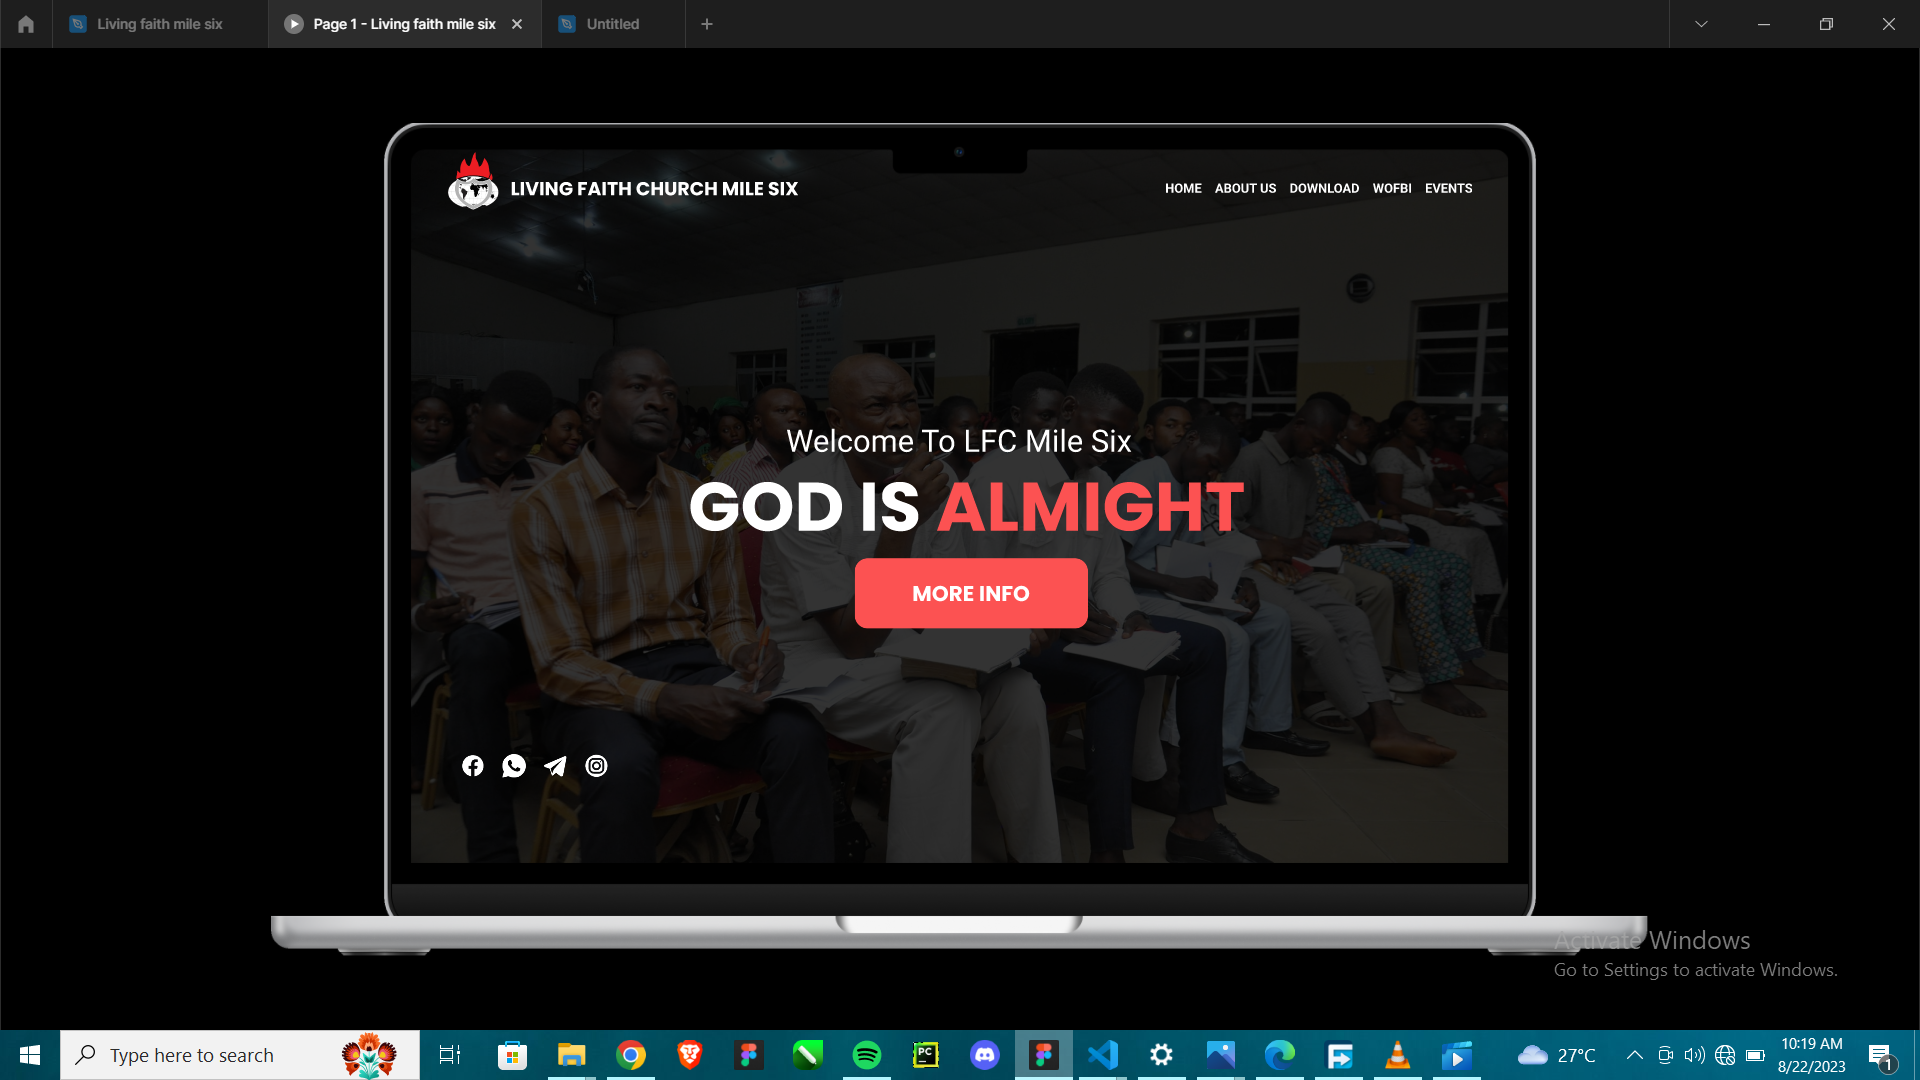 Living faith mile six
Page 1 - Living faith mile six
Untitled
LIVING FAITH CHURCH MILE SIX
HOME ABOUT US DOWNLOAD WOFBI EVENTS
Welcome To LFC Mile Six
GOD IS ALMIGHT
MORE INFO
Activate Windows
Go to Settings to activate Windows.
Type here to search
PC
27°C
10:19 AM
8/22/2023
1